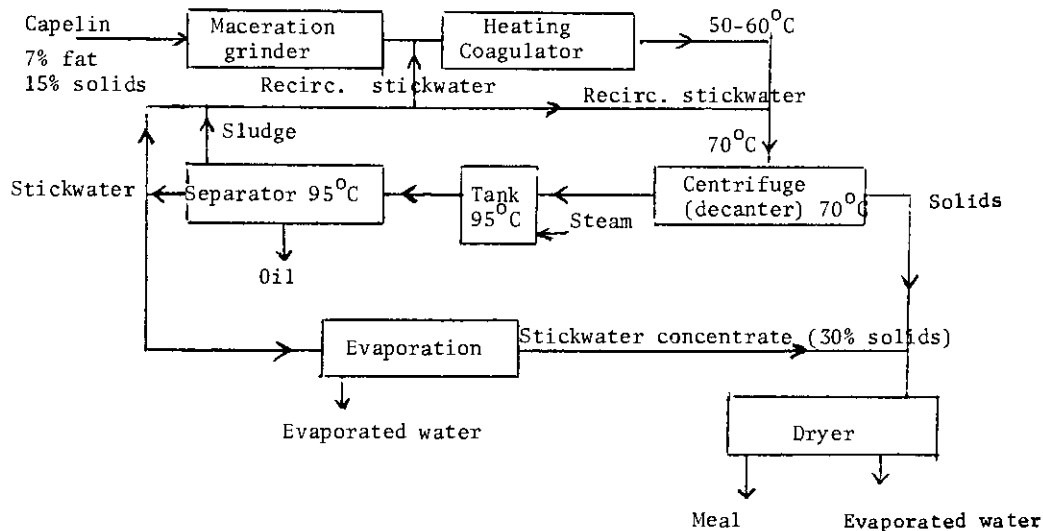 Capelin
7% fat
15% solids
Maceration
grinder
Heating
Coagulator
50-60°C
Recirc. stickwater
Recirc. stickwater
Sludge
70°C
Stickwater
Separator 95°C
Tank
95°C
Steam
Centrifuge
(decanter) 70°C
Solids
Oil
Evaporation
Stickwater concentrate (30% solids)
Evaporated water
Dryer
Meal
Evaporated water